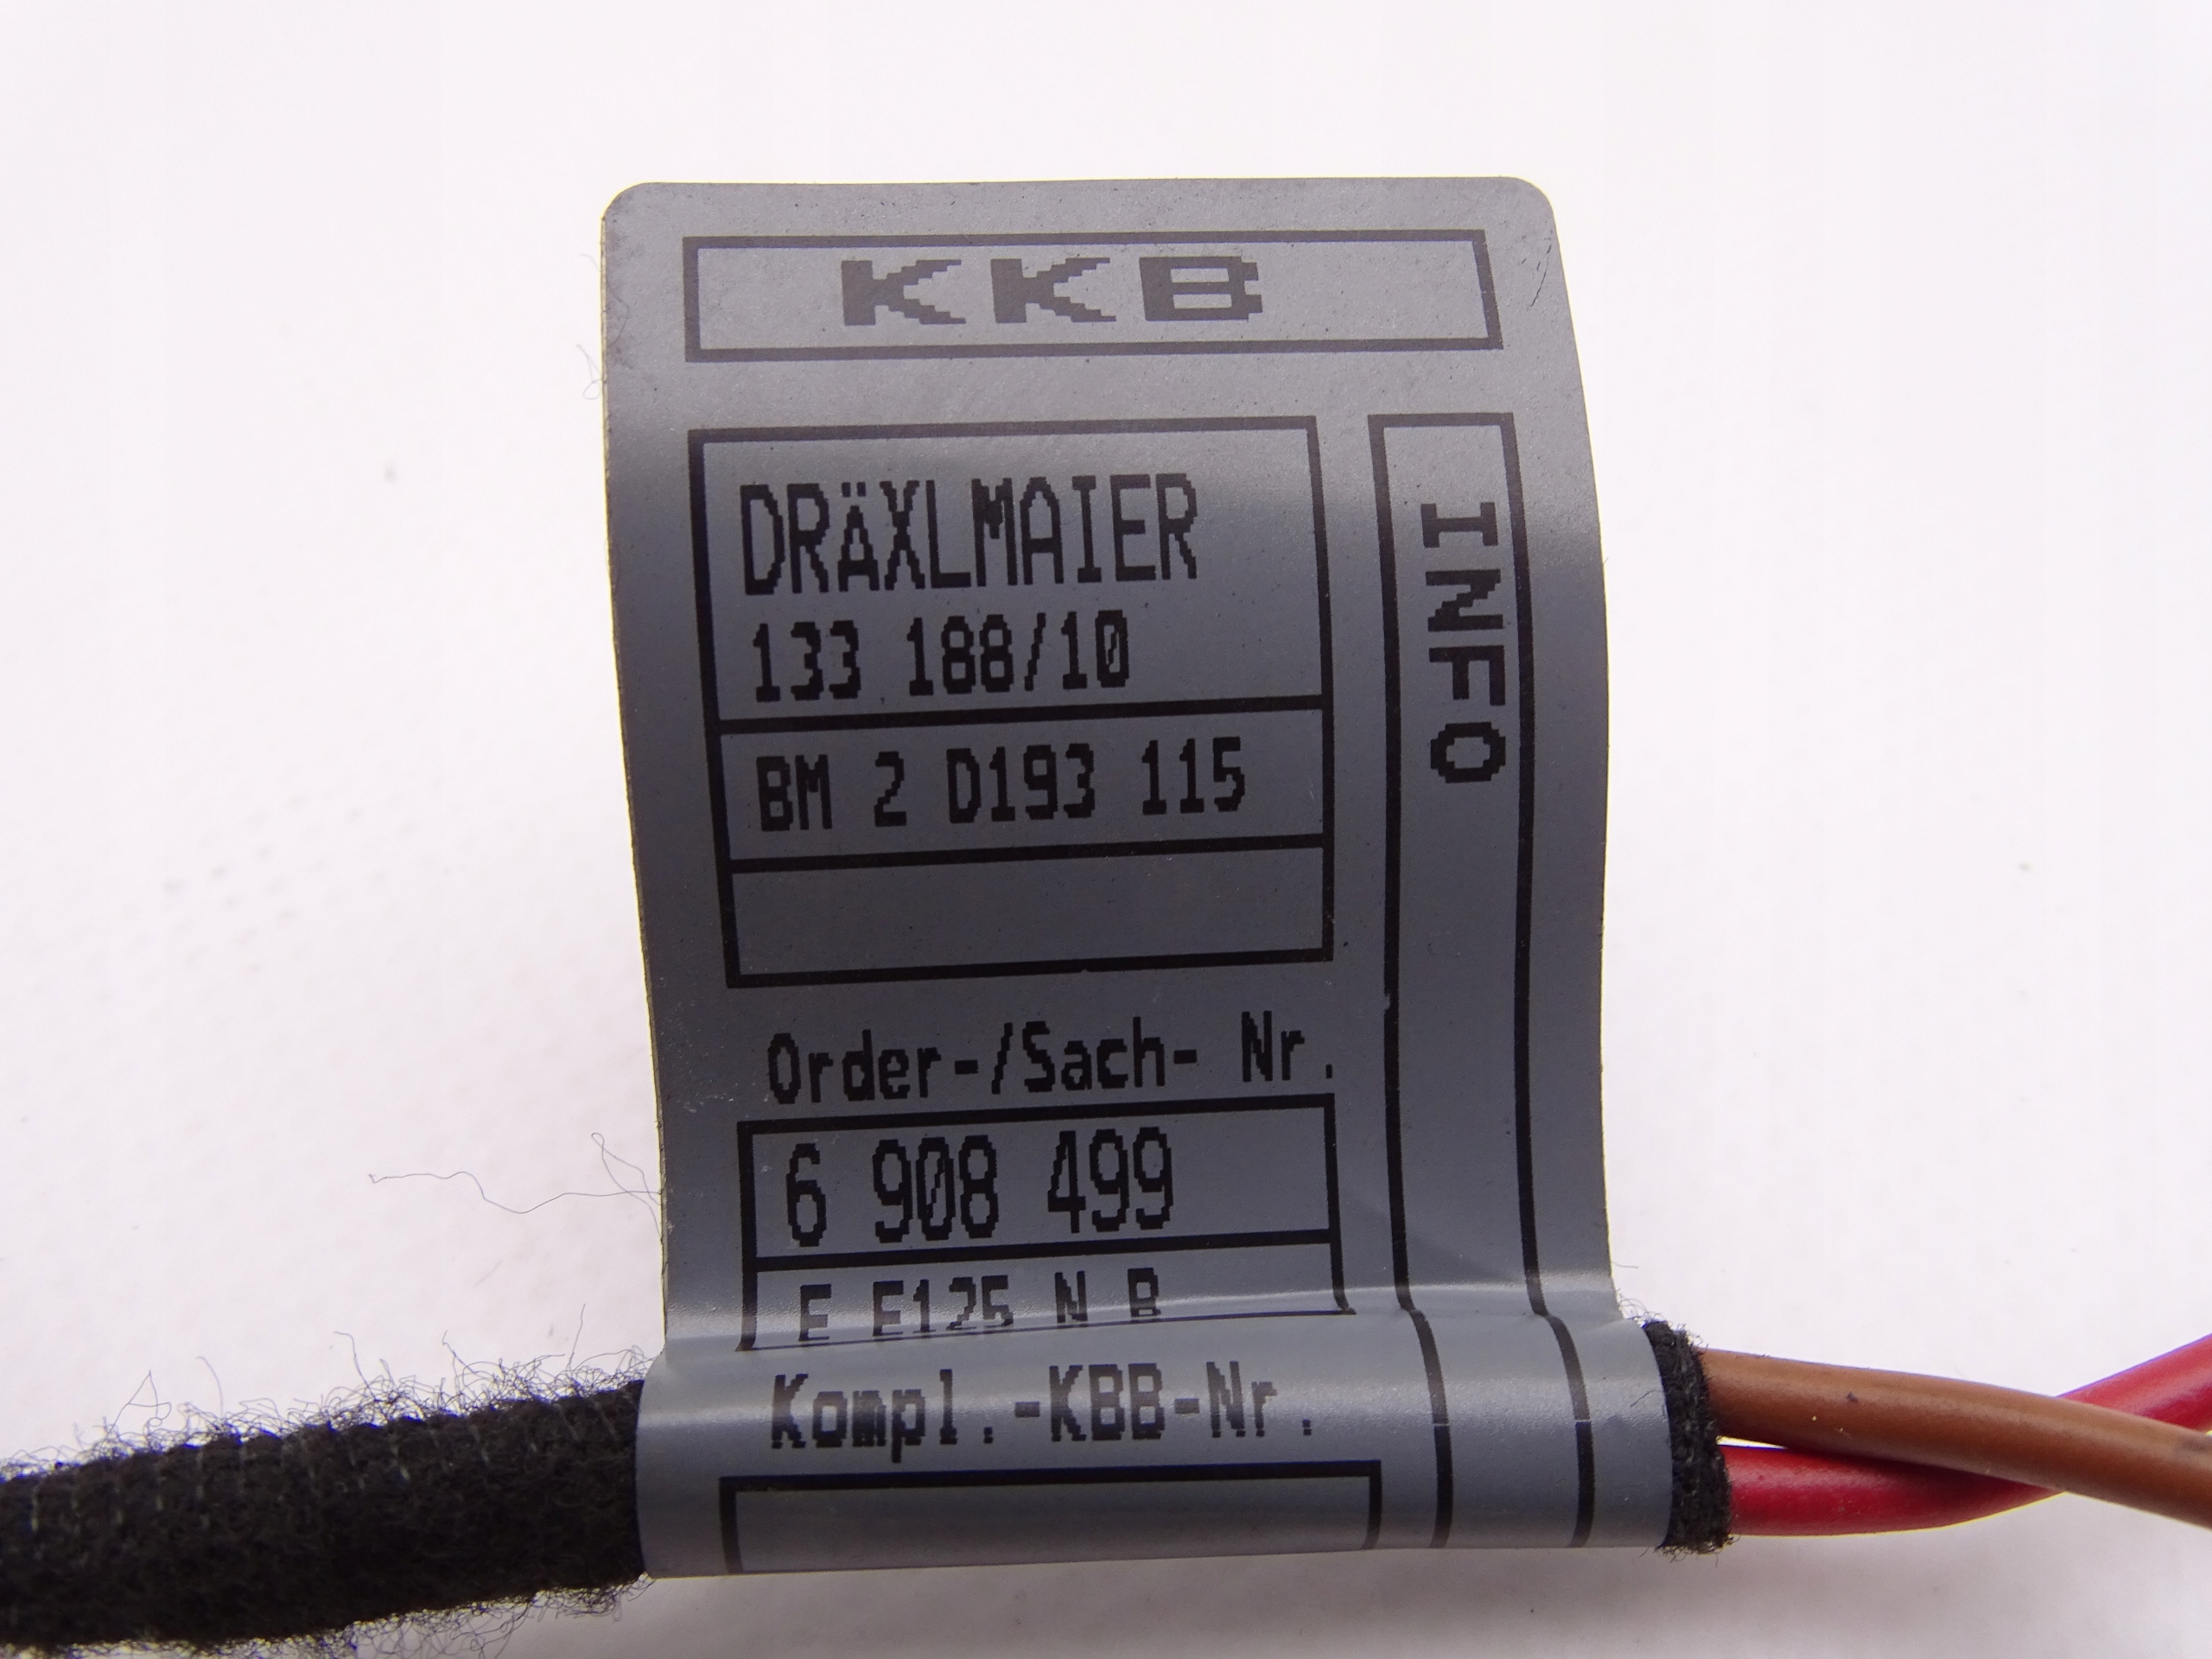 KKB
DRÄXLMAIER
133 188/10
BM 2 D193 115
INFO
Order-/Sach- Nr.
6 908 499
E E125 N B
Kompl.-KBB-Nr.